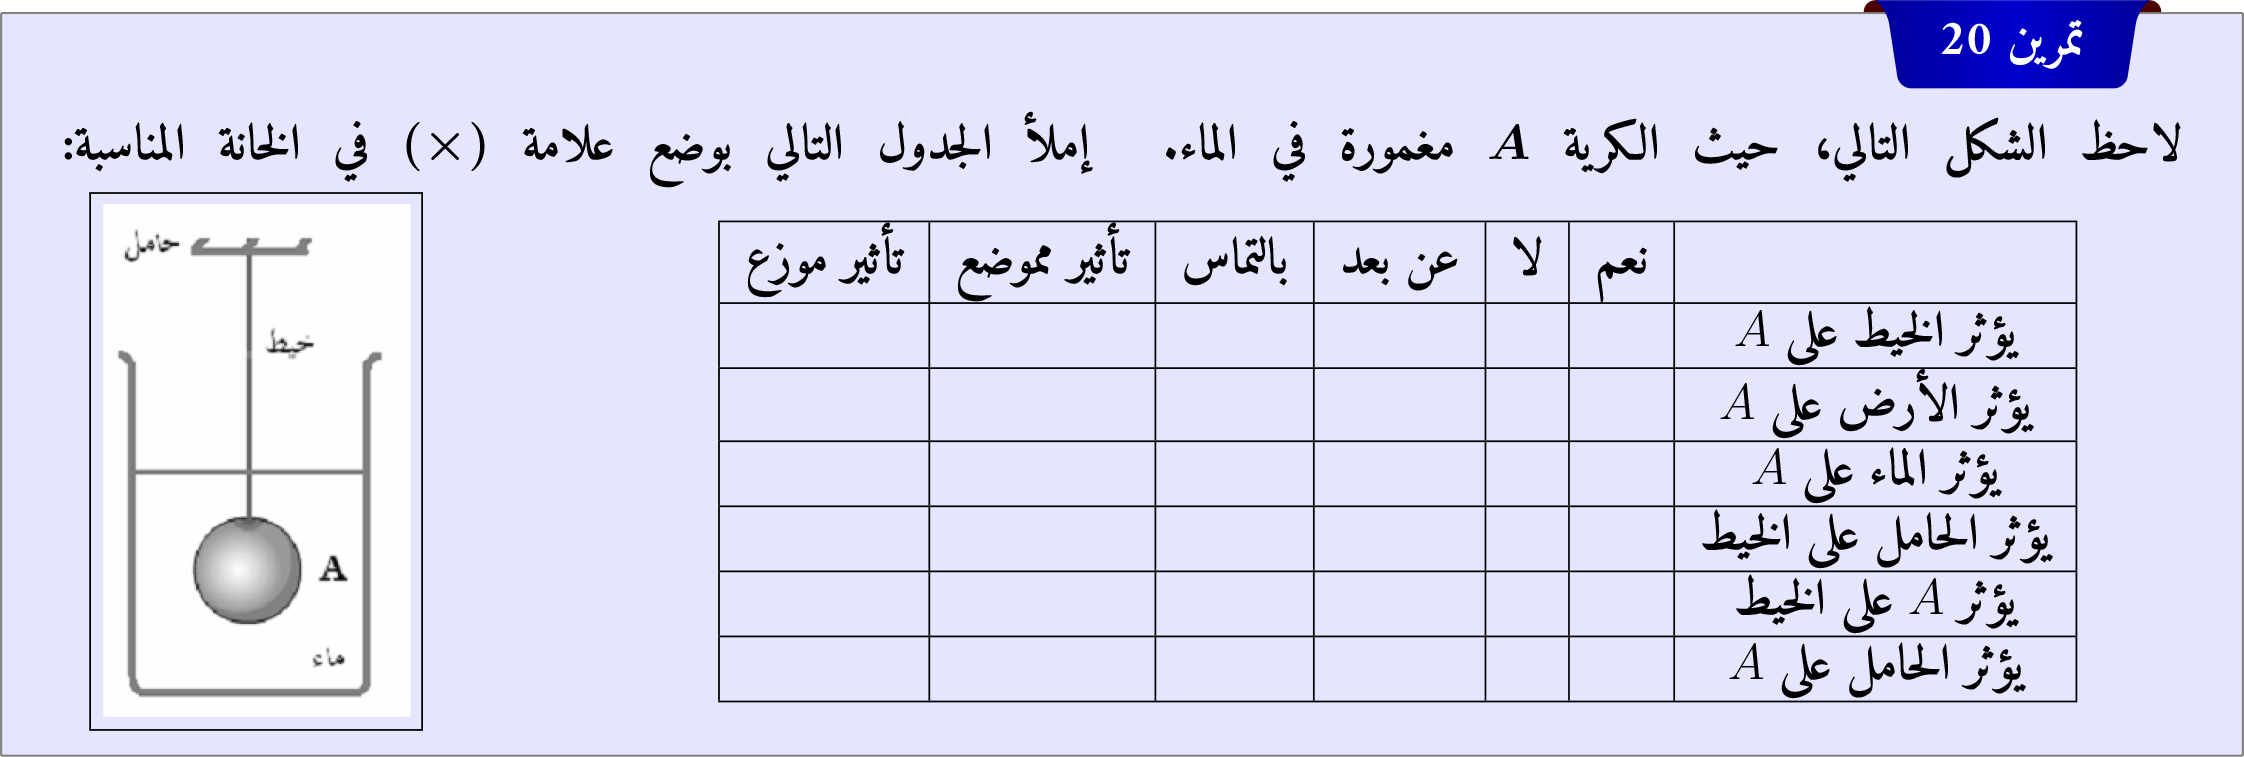 تمرين 20
لاحظ الشكل التالي، حيث الكرية A مغمورة في الماء. إملأ الجدول التالي بوضع علامة (×) في الخانة المناسبة:
نعم لا عن بعد بالتماس تأثير مموضع تأثير موزع
يؤثر الخيط على A
يؤثر الأرض على A
يؤثر الماء على A
يؤثر الحامل على الخيط
يؤثر A على الخيط
يؤثر الحامل على A
حامل
خيط
A
ماء